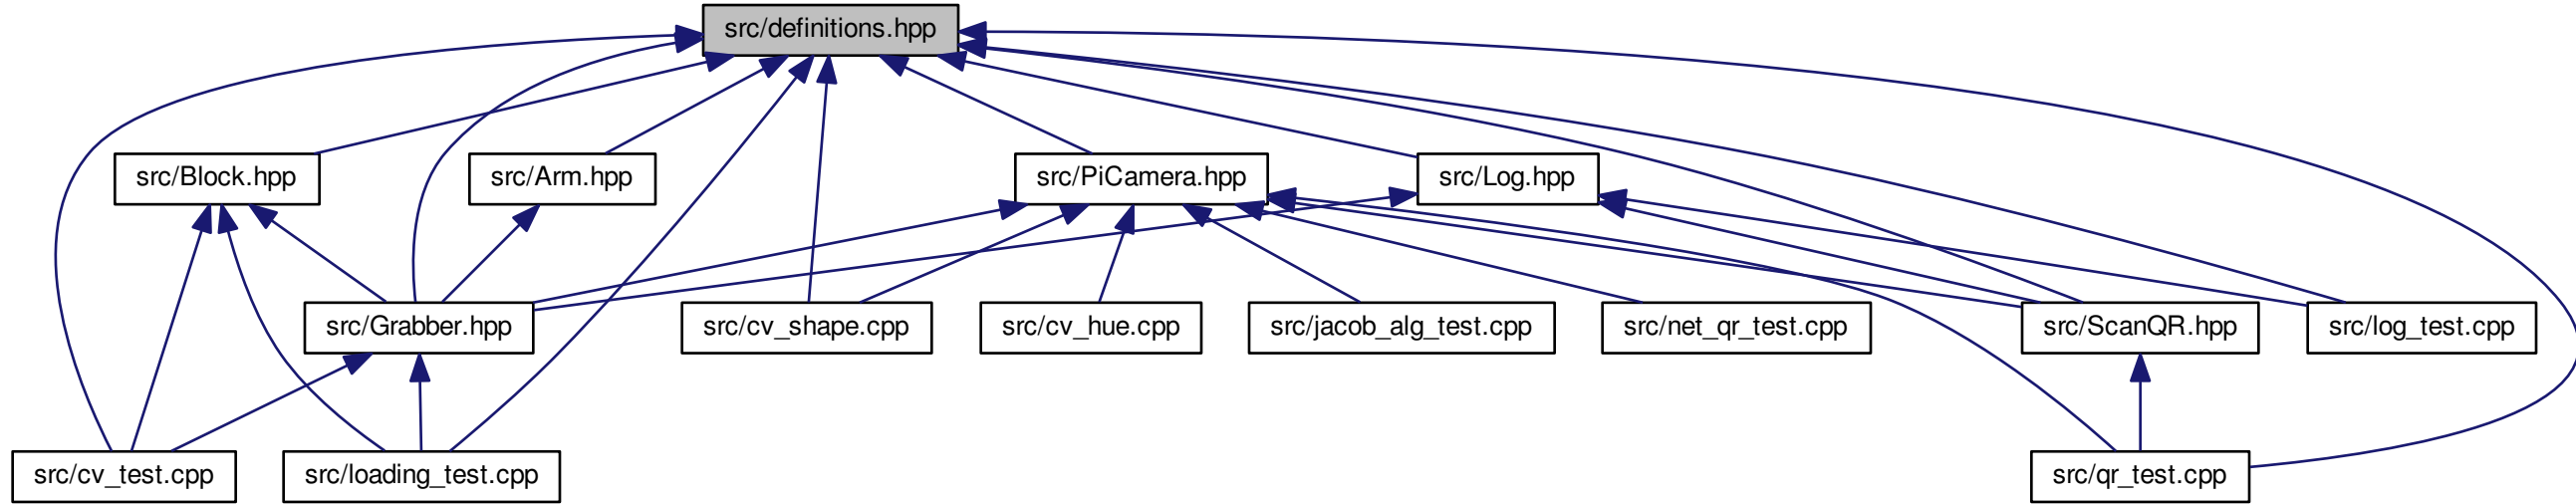 src/definitions.hpp
src/Block.hpp
src/Arm.hpp
src/PiCamera.hpp
src/Log.hpp
src/Grabber.hpp
src/cv_shape.cpp
src/cv_hue.cpp
src/jacob_alg_test.cpp
src/net_qr_test.cpp
src/ScanQR.hpp
src/log_test.cpp
src/cv_test.cpp
src/loading_test.cpp
src/qr_test.cpp